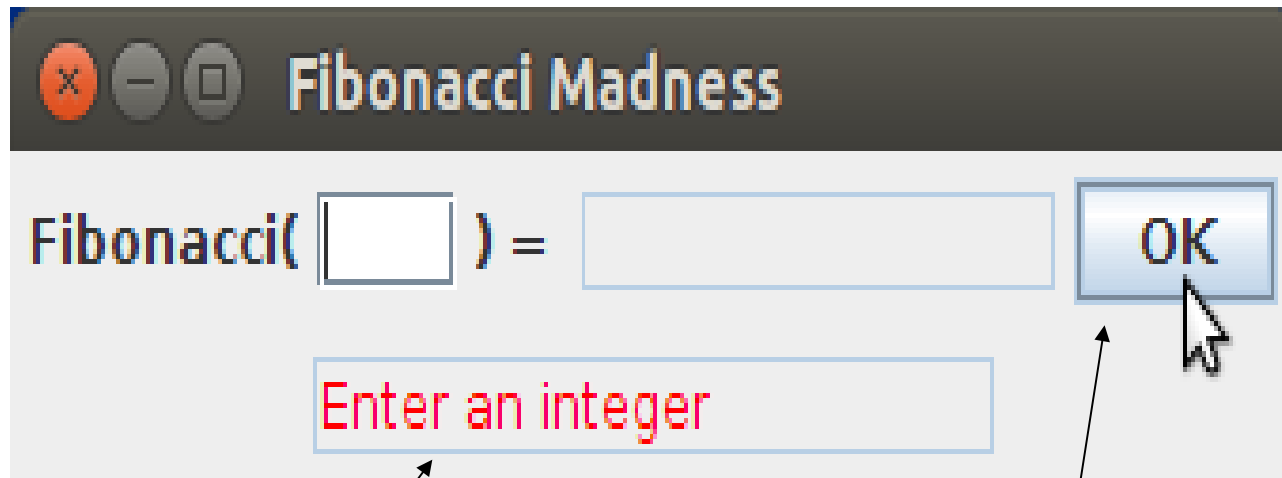 Fibonacci Madness
Fibonacci( ) = OK
Enter an integer